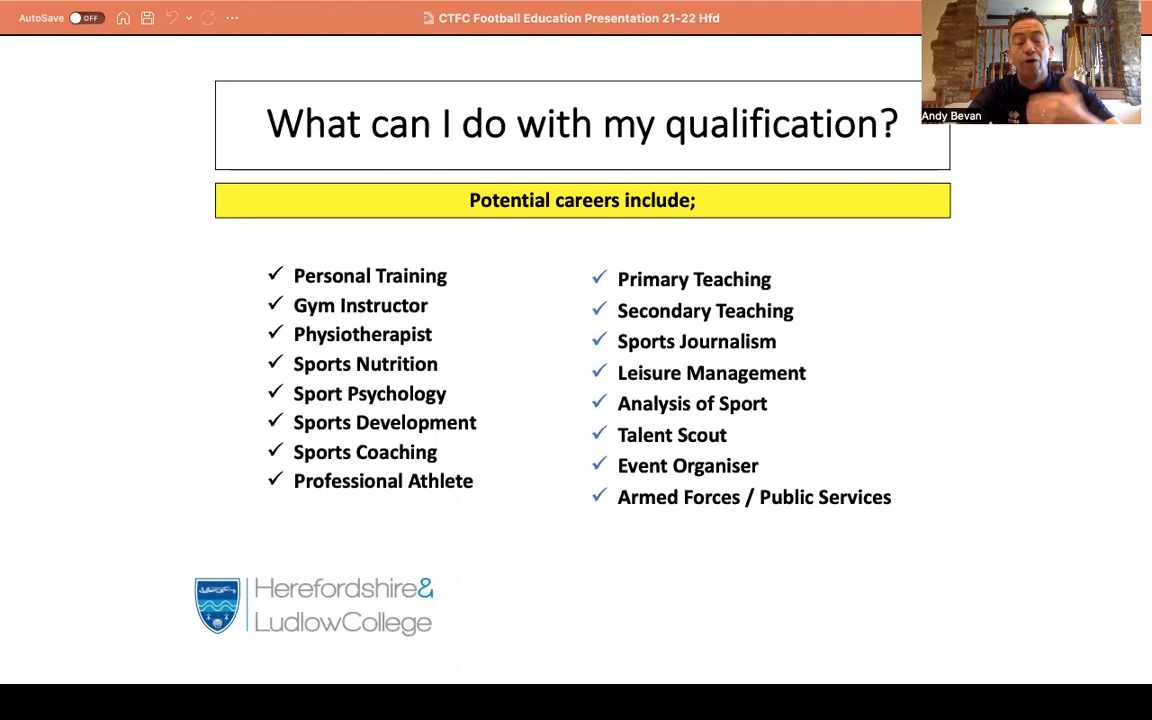 AutoSave OFF
CTFC Football Education Presentation 21-22 Hfd
Andy Bevan
What can I do with my qualification?
Potential careers include;
Personal Training
Gym Instructor
Physiotherapist
Sports Nutrition
Sport Psychology
Sports Development
Sports Coaching
Professional Athlete
Primary Teaching
Secondary Teaching
Sports Journalism
Leisure Management
Analysis of Sport
Talent Scout
Event Organiser
Armed Forces / Public Services
Herefordshire&
LudlowCollege